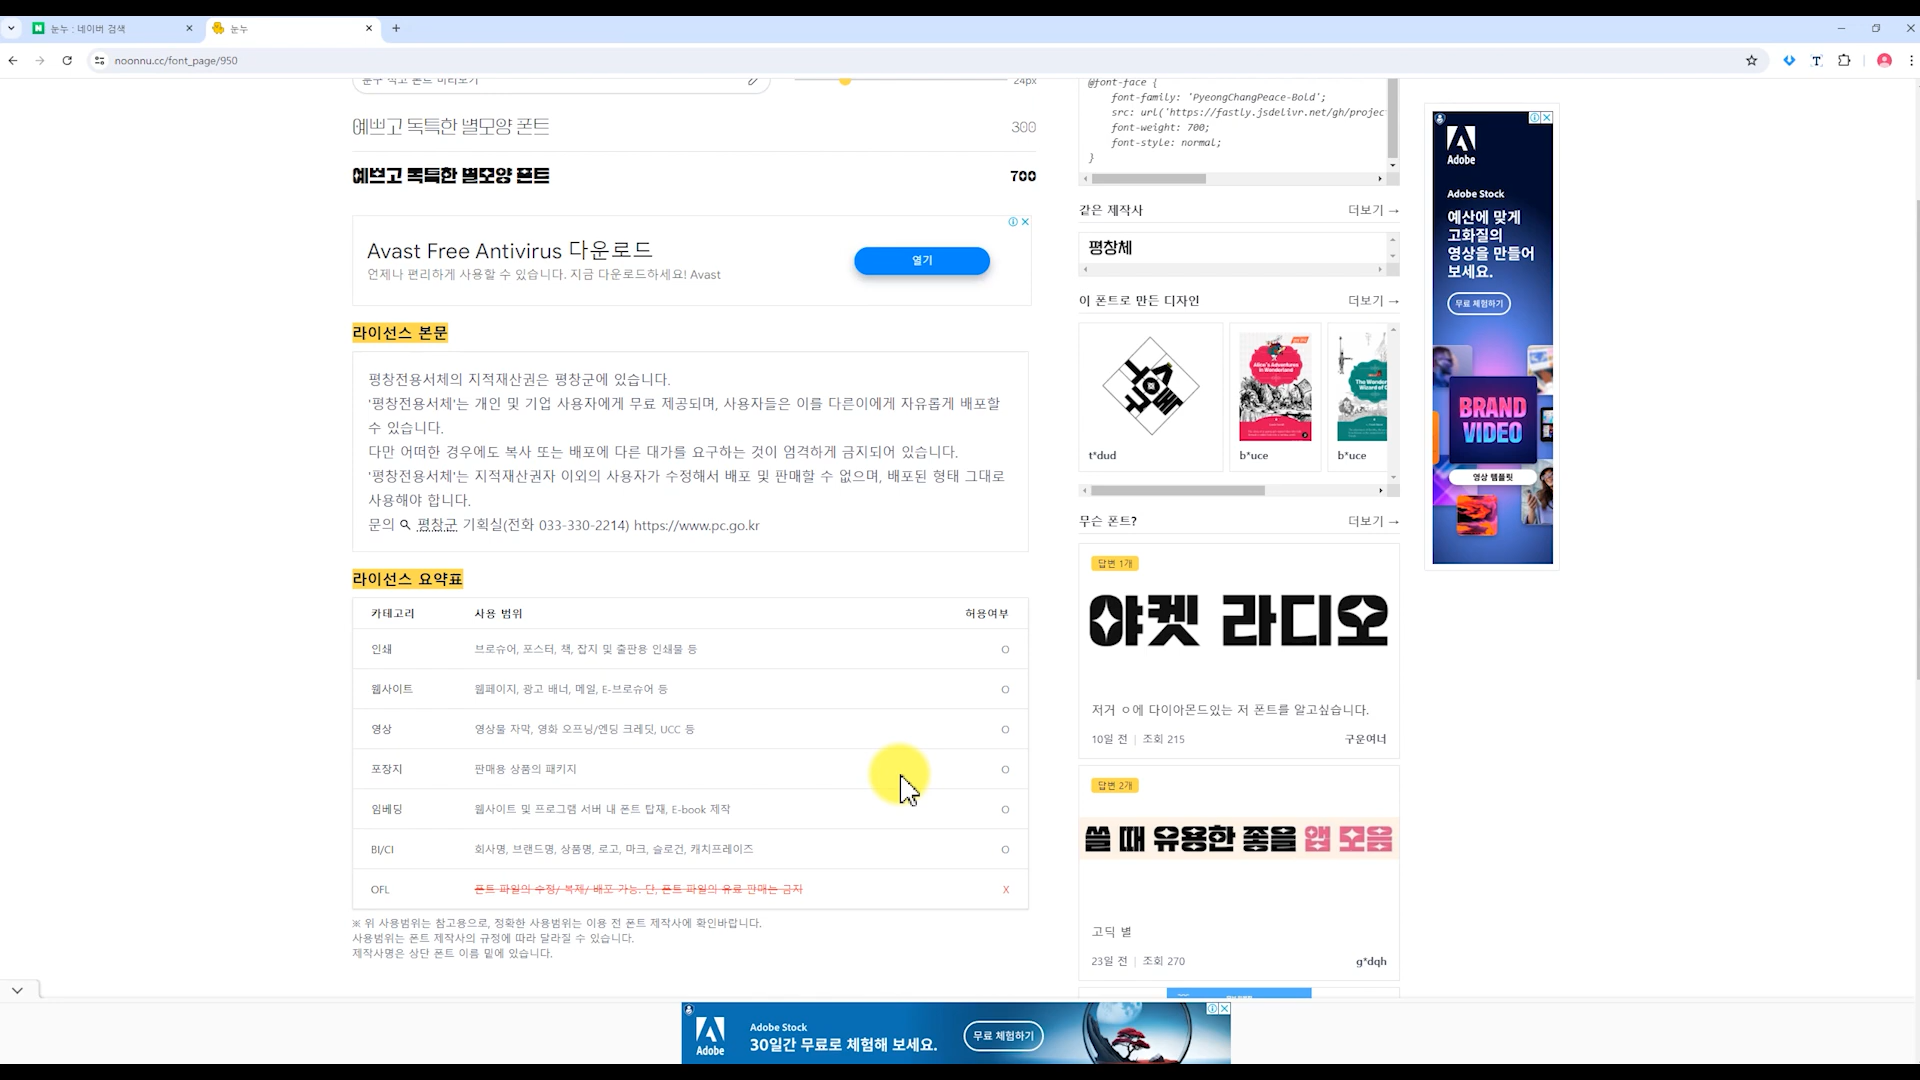 눈누 : 네이버 검색
눈누
noonnu.cc/font_page/950
문구 적고 폰트 미리보기
24px
예쁘고 독특한 별모양 폰트
300
예쁘고 독특한 별모양 폰트
700
Avast Free Antivirus 다운로드
언제나 편리하게 사용할 수 있습니다. 지금 다운로드하세요! Avast
열기
라이선스 본문
평창전용서체의 지적재산권은 평창군에 있습니다.
'평창전용서체'는 개인 및 기업 사용자에게 무료 제공되며, 사용자들은 이를 다른이에게 자유롭게 배포할
수 있습니다.
다만 어떠한 경우에도 복사 또는 배포에 다른 대가를 요구하는 것이 엄격하게 금지되어 있습니다.
'평창전용서체'는 지적재산권자 이외의 사용자가 수정해서 배포 및 판매할 수 없으며, 배포된 형태 그대로
사용해야 합니다.
문의 평창군 기획실(전화 033-330-2214) https://www.pc.go.kr
라이선스 요약표
카테고리 사용 범위 허용여부
인쇄 브로슈어, 포스터, 책, 잡지 및 출판용 인쇄물 등 O
웹사이트 웹페이지, 광고 배너, 메일, E-브로슈어 등 O
영상 영상물 자막, 영화 오프닝/엔딩 크레딧, UCC 등 O
포장지 판매용 상품의 패키지 O
임베딩 웹사이트 및 프로그램 서버 내 폰트 탑재, E-book 제작 O
BI/CI 회사명, 브랜드명, 상품명, 로고, 마크, 슬로건, 캐치프레이즈 O
OFL 폰트 파일의 수정/ 복제/ 배포 가능. 단, 폰트 파일의 유료 판매는 금지 X
※ 위 사용범위는 참고용으로, 정확한 사용범위는 이용 전 폰트 제작사에 확인바랍니다.
사용범위는 폰트 제작사의 규정에 따라 달라질 수 있습니다.
제작사명은 상단 폰트 이름 밑에 있습니다.
@font-face {
font-family: 'PyeongChangPeace-Bold';
src: url('https://fastly.jsdelivr.net/gh/projec
font-weight: 700;
font-style: normal;
}
같은 제작사 더보기 →
평창체
이 폰트로 만든 디자인 더보기 →
Alice's Adventures
in Wonderland
The Wonder
Wizard of
t*dud
b*uce
b*uce
무슨 폰트? 더보기 →
답변 1개
야켓 라디오
저거 ㅇ에 다이아몬드있는 저 폰트를 알고싶습니다.
10일 전 | 조회 215 구운여너
답변 2개
쓸 때 유용한 좋을 앱 모음
고딕 별
23일 전 | 조회 270 g*dqh
Adobe
Adobe Stock
예산에 맞게
고화질의
영상을 만들어
보세요.
무료 체험하기
BRAND
VIDEO
영상 템플릿
Adobe
Adobe Stock
30일간 무료로 체험해 보세요.
무료 체험하기